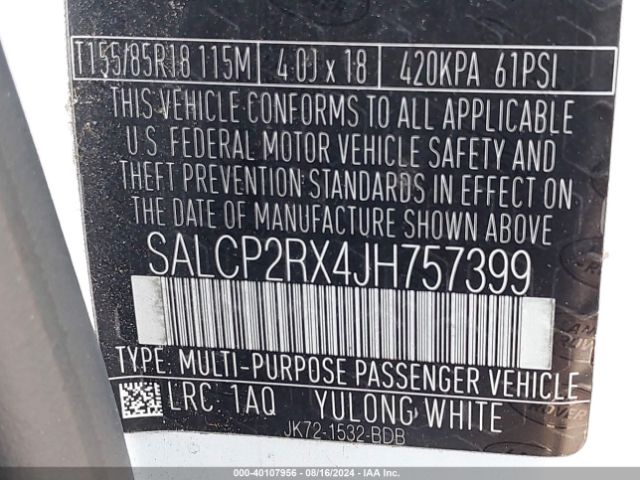 T155/85R18 115M 4.0J x 18 420KPA 61PSI
THIS VEHICLE CONFORMS TO ALL APPLICABLE
U.S. FEDERAL MOTOR VEHICLE SAFETY AND
THEFT PREVENTION STANDARDS IN EFFECT ON
THE DATE OF MANUFACTURE SHOWN ABOVE
SALCP2RX4JH757399
TYPE: MULTI-PURPOSE PASSENGER VEHICLE
LRC 1AQ YULONG WHITE
JK72-1532-BDB
000-40107956 - 08/16/2024 - IAA Inc.